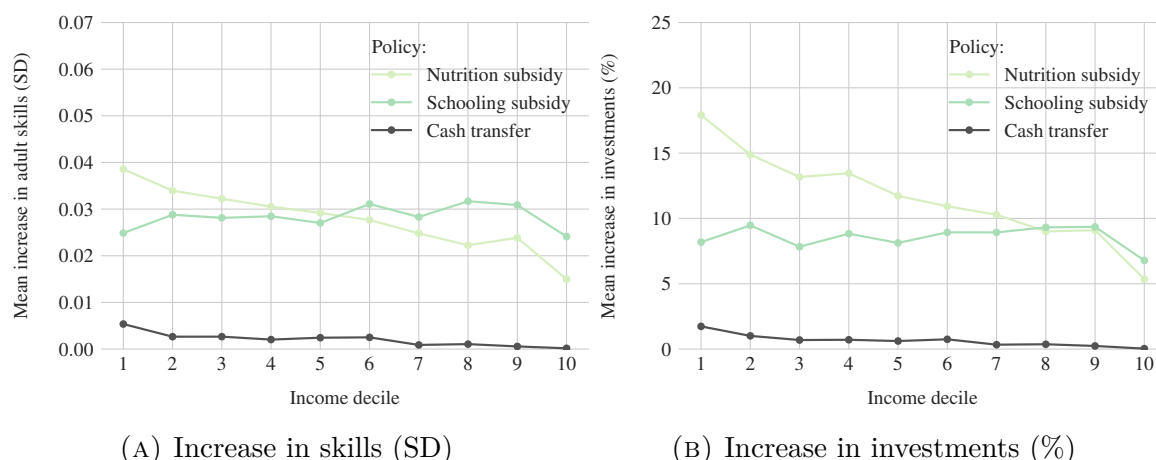 Mean increase in adult skills (SD)
0.07
0.06
0.05
0.04
0.03
0.02
0.01
0.00
Policy:
Nutrition subsidy
Schooling subsidy
Cash transfer
1 2 3 4 5 6 7 8 9 10
Income decile
(A) Increase in skills (SD)
Mean increase in investments (%)
25
20
15
10
5
0
Policy:
Nutrition subsidy
Schooling subsidy
Cash transfer
1 2 3 4 5 6 7 8 9 10
Income decile
(B) Increase in investments (%)